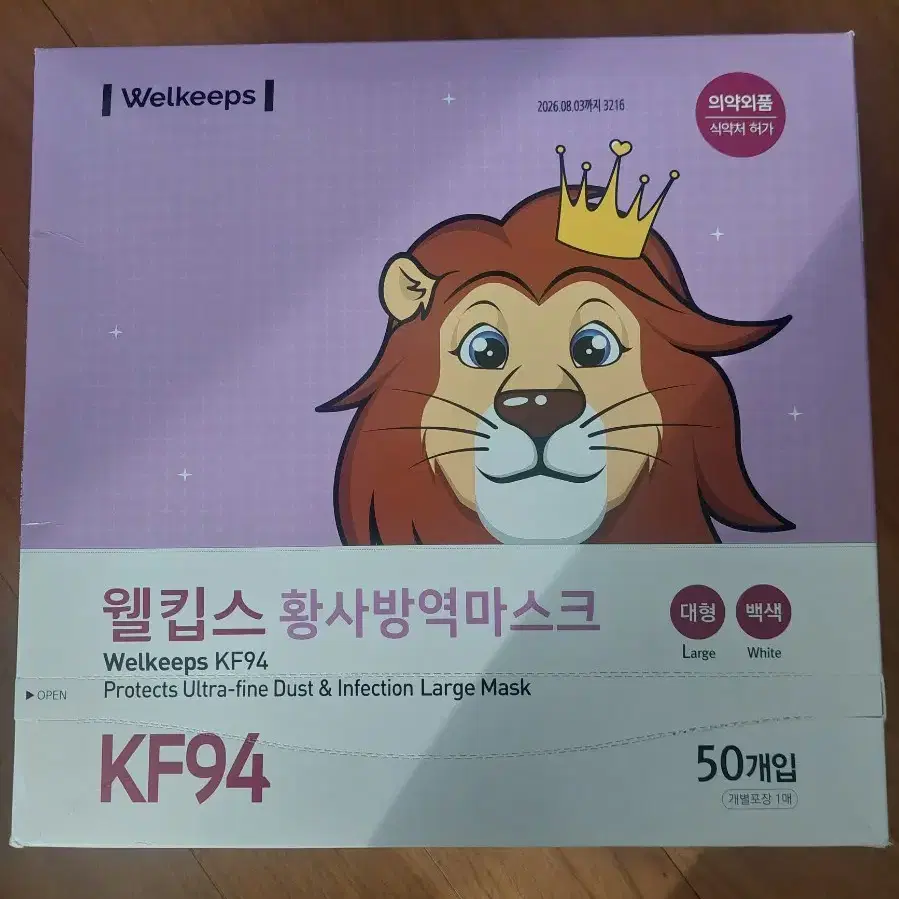 Welkeeps
2026.08.03까지 3216
의약외품
식약처 허가
웰킵스 황사방역마스크
대형
Large
백색
White
Welkeeps KF94
Protects Ultra-fine Dust & Infection Large Mask
▶ OPEN
KF94
50개입
개별포장 1매